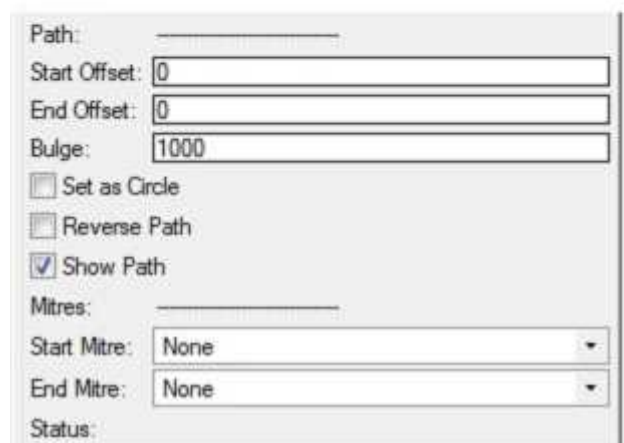 Path: --------------------------------
Start Offset: 0
End Offset: 0
Bulge: 1000
Set as Circle
Reverse Path
Show Path
Mitres: --------------------------------
Start Mitre: None
End Mitre: None
Status: